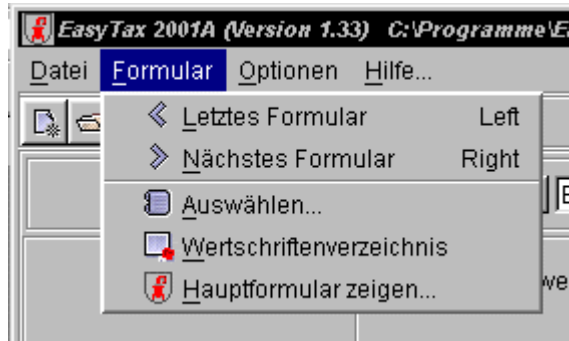 EasyTax 2001A (Version 1.33) C:\Programme\E
Datei Formular Optionen Hilfe...
Letztes Formular Left
Nächstes Formular Right
Auswählen...
Wertschriftenverzeichnis
Hauptformular zeigen...